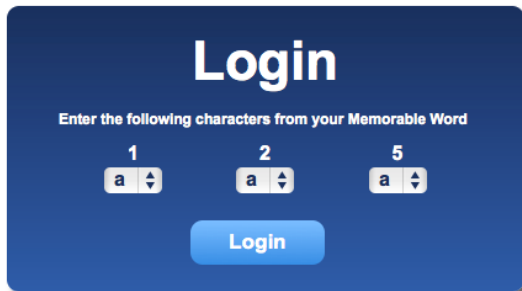 Login
Enter the following characters from your Memorable Word
1 2 5
a a a
Login